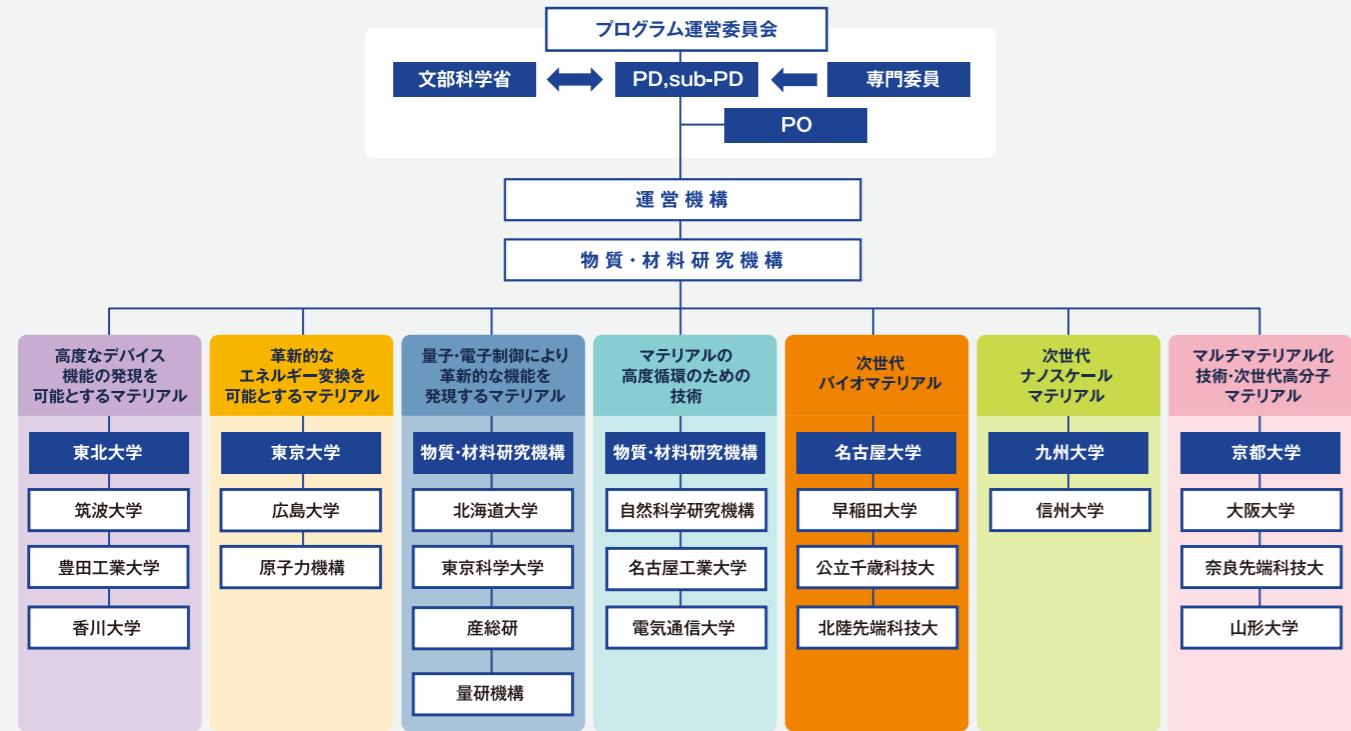 プログラム運営委員会
文部科学省
PD,sub-PD
専門委員
PO
運営機構
物質・材料研究機構
高度なデバイス
機能の発現を
可能とするマテリアル
東北大学
筑波大学
豊田工業大学
香川大学
革新的な
エネルギー変換を
可能とするマテリアル
東京大学
広島大学
原子力機構
量子・電子制御により
革新的な機能を
発現するマテリアル
物質・材料研究機構
北海道大学
東京科学大学
産総研
量研機構
マテリアルの
高度循環のための
技術
物質・材料研究機構
自然科学研究機構
名古屋工業大学
電気通信大学
次世代
バイオマテリアル
名古屋大学
早稲田大学
公立千歳科技大
北陸先端科技大
次世代
ナノスケール
マテリアル
九州大学
信州大学
マルチマテリアル化
技術・次世代高分子
マテリアル
京都大学
大阪大学
奈良先端科技大
山形大学